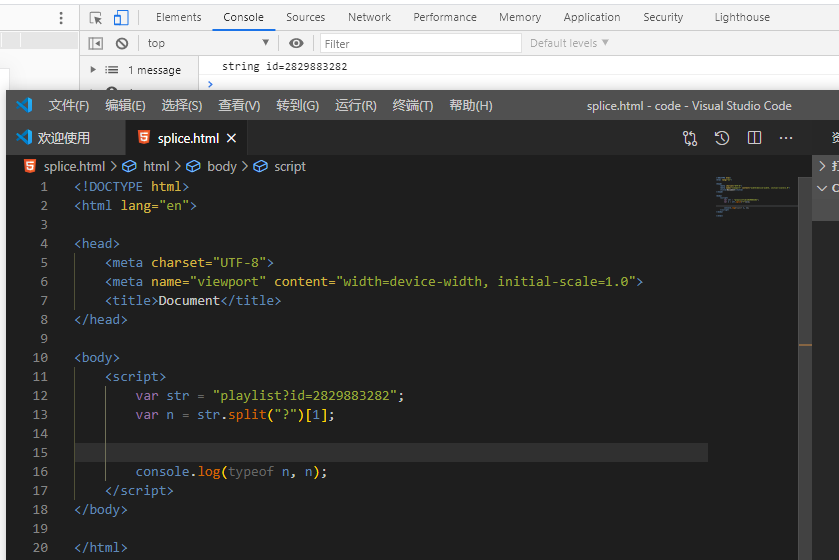 Elements Console Sources Network Performance Memory Application Security Lighthouse
top Filter Default levels ▼
1 message string id=2829883282
文件(F) 编辑(E) 选择(S) 查看(V) 转到(G) 运行(R) 终端(T) 帮助(H) splice.html - code - Visual Studio Code
欢迎使用 splice.html
splice.html > html > body > script
1 <!DOCTYPE html>
2 <html lang="en">
3
4 <head>
5 <meta charset="UTF-8">
6 <meta name="viewport" content="width=device-width, initial-scale=1.0">
7 <title>Document</title>
8 </head>
9
10 <body>
11 <script>
12 var str = "playlist?id=2829883282";
13 var n = str.split("?")[1];
14
15
16 console.log(typeof n, n);
17 </script>
18 </body>
19
20 </html>